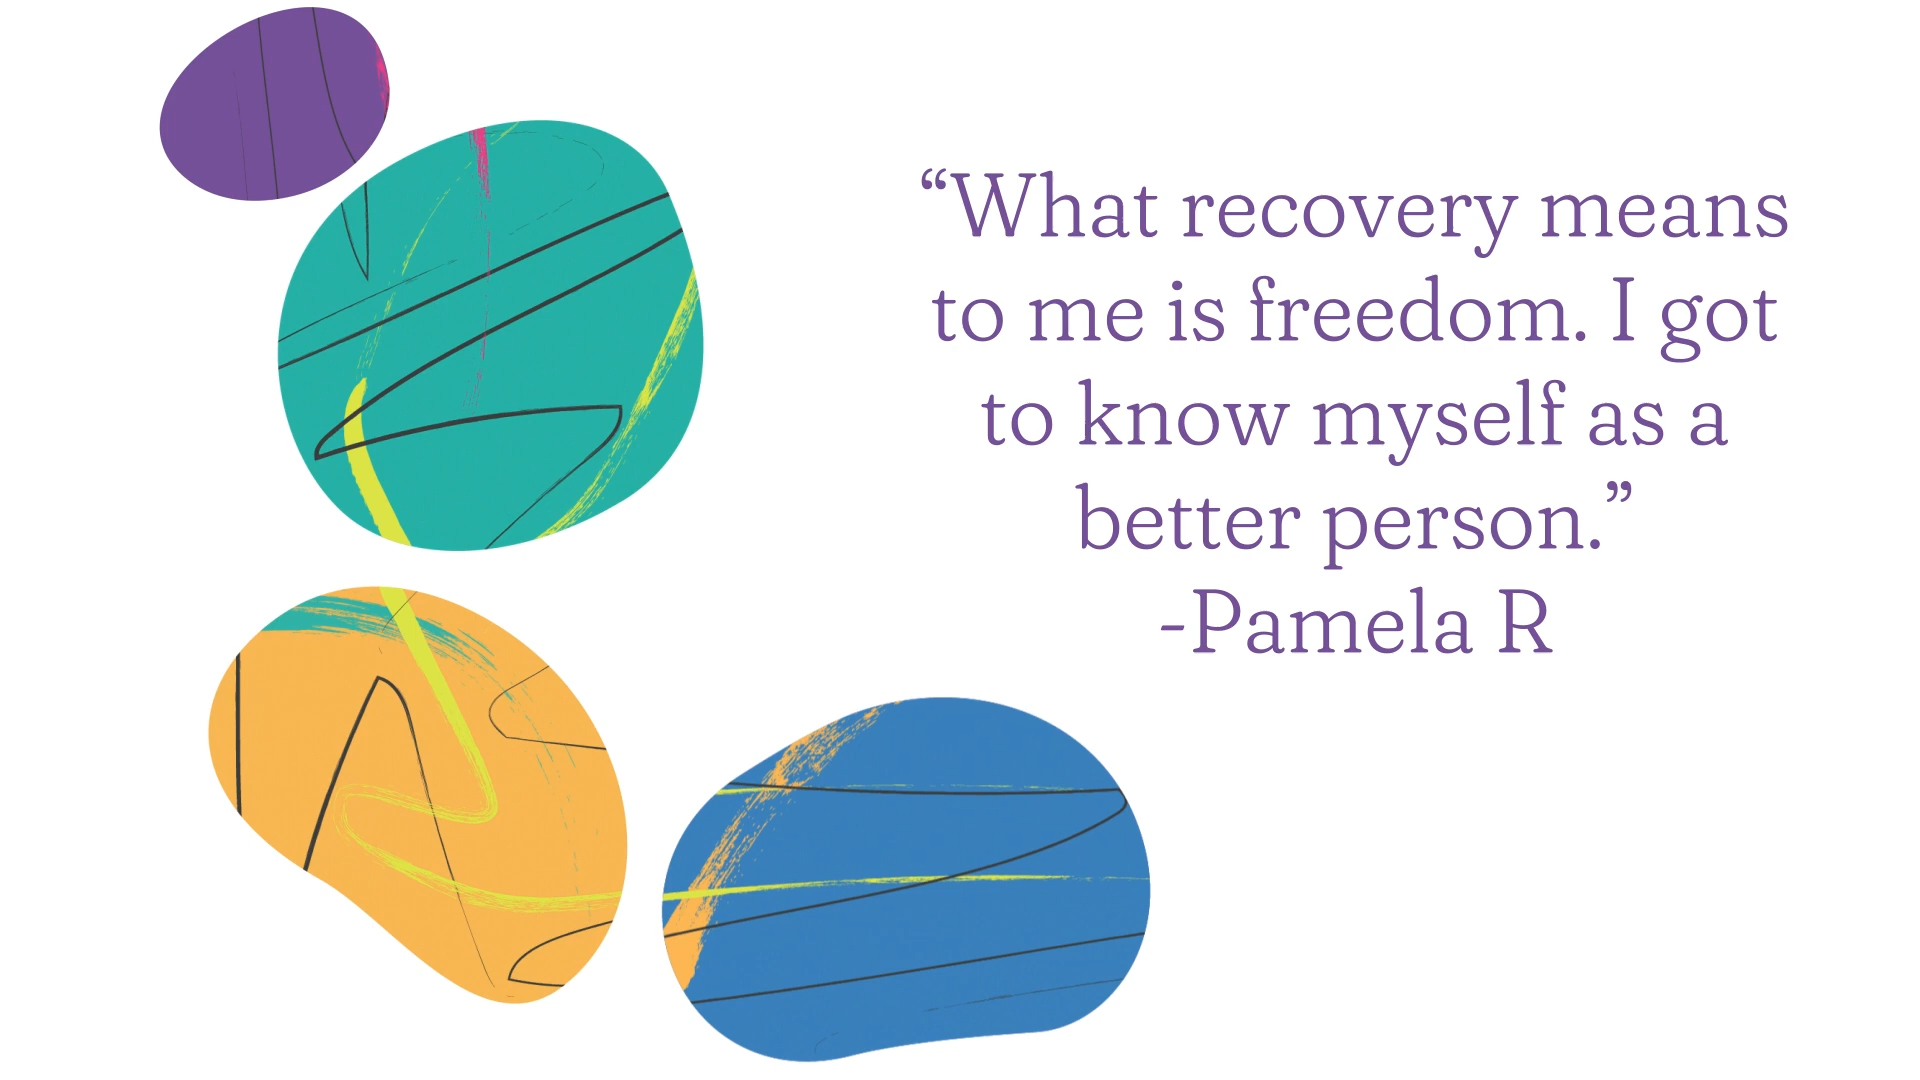 “What recovery means
to me is freedom. I got
to know myself as a
better person.”
-Pamela R